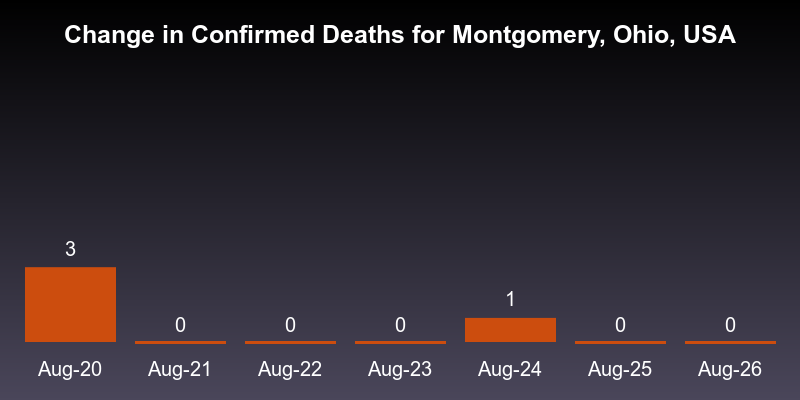 Change in Confirmed Deaths for Montgomery, Ohio, USA
3
0
0
0
1
0
0
Aug-20
Aug-21
Aug-22
Aug-23
Aug-24
Aug-25
Aug-26